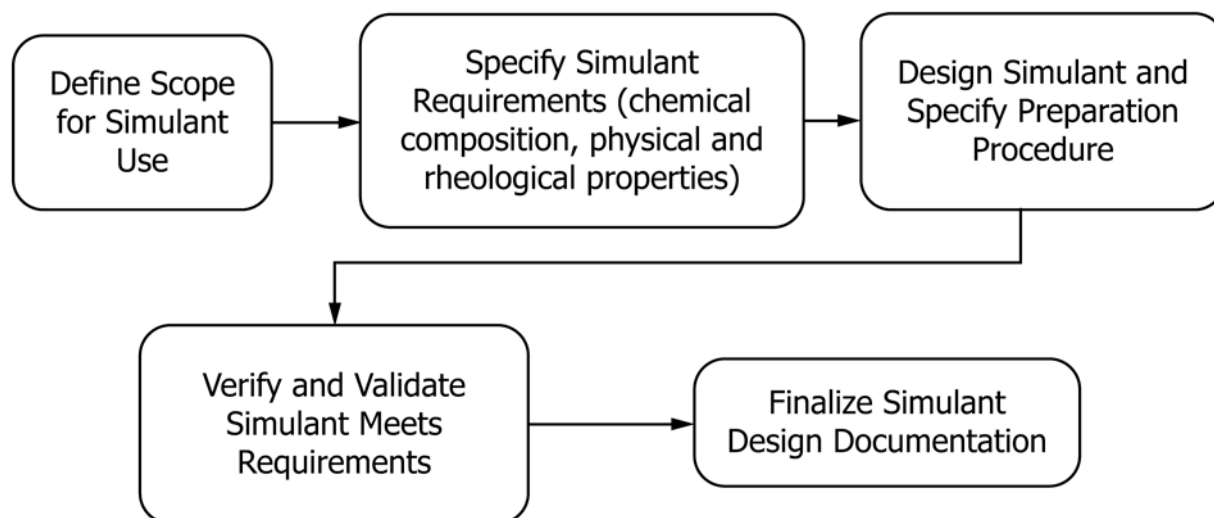 Define Scope
for Simulant
Use
Specify Simulant
Requirements (chemical
composition, physical and
rheological properties)
Design Simulant and
Specify Preparation
Procedure
Verify and Validate
Simulant Meets
Requirements
Finalize Simulant
Design Documentation